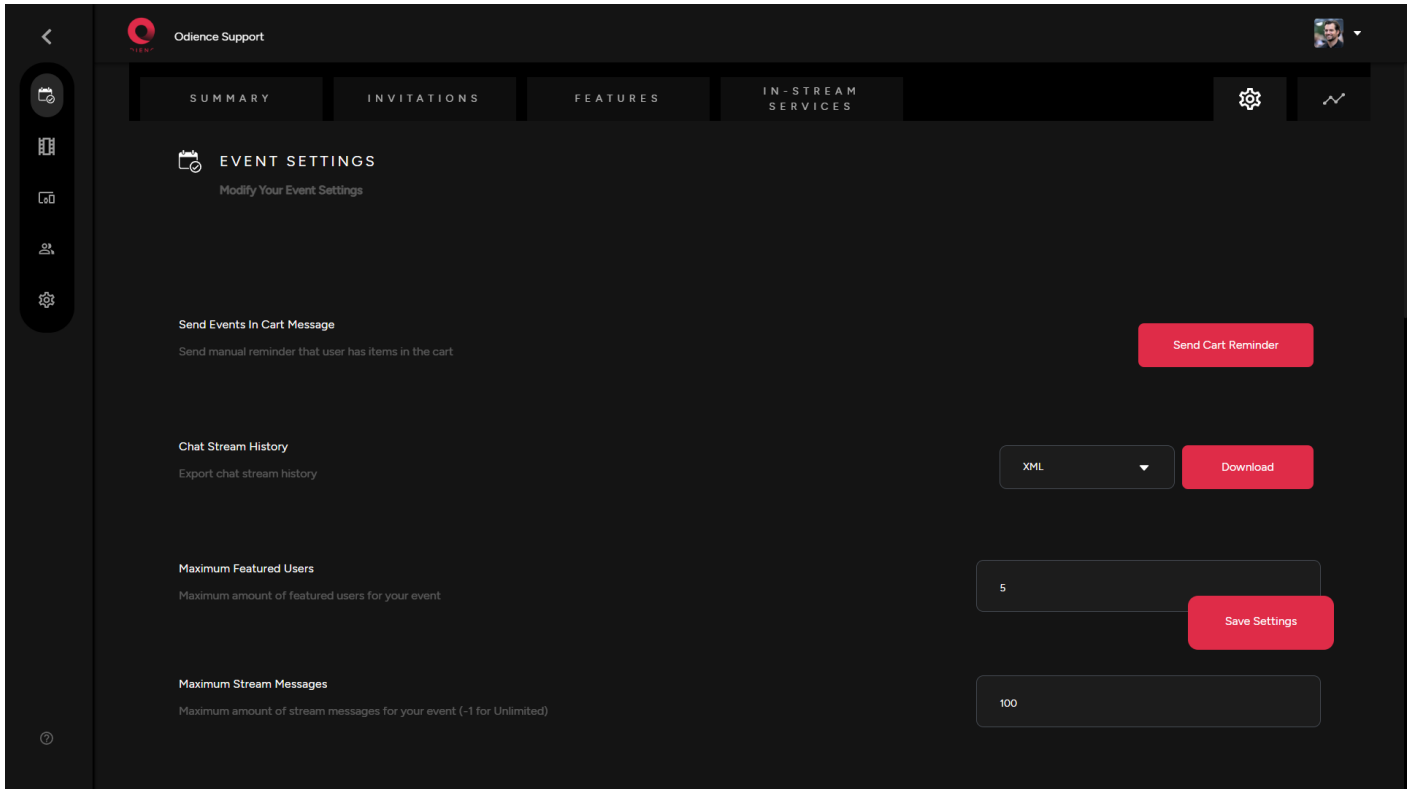 Odience Support
SUMMARY
INVITATIONS
FEATURES
IN-STREAM
SERVICES
EVENT SETTINGS
Modify Your Event Settings
Send Events In Cart Message
Send manual reminder that user has items in the cart
Send Cart Reminder
Chat Stream History
Export chat stream history
XML
Download
Maximum Featured Users
Maximum amount of featured users for your event
5
Save Settings
Maximum Stream Messages
Maximum amount of stream messages for your event (-1 for Unlimited)
100